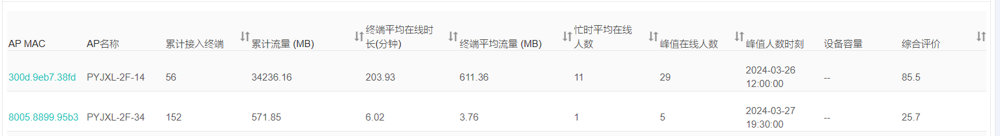 AP MAC AP名称 累计接入终端 累计流量 (MB) 终端平均在线时长(分钟) 终端平均流量 (MB) 忙时平均在线人数 峰值在线人数 峰值人数时刻 设备容量 综合评价
300d.9eb7.38fd PYJXL-2F-14 56 34236.16 203.93 611.36 11 29 2024-03-26 12:00:00 -- 85.5
8005.8899.95b3 PYJXL-2F-34 152 571.85 6.02 3.76 1 5 2024-03-27 19:30:00 -- 25.7